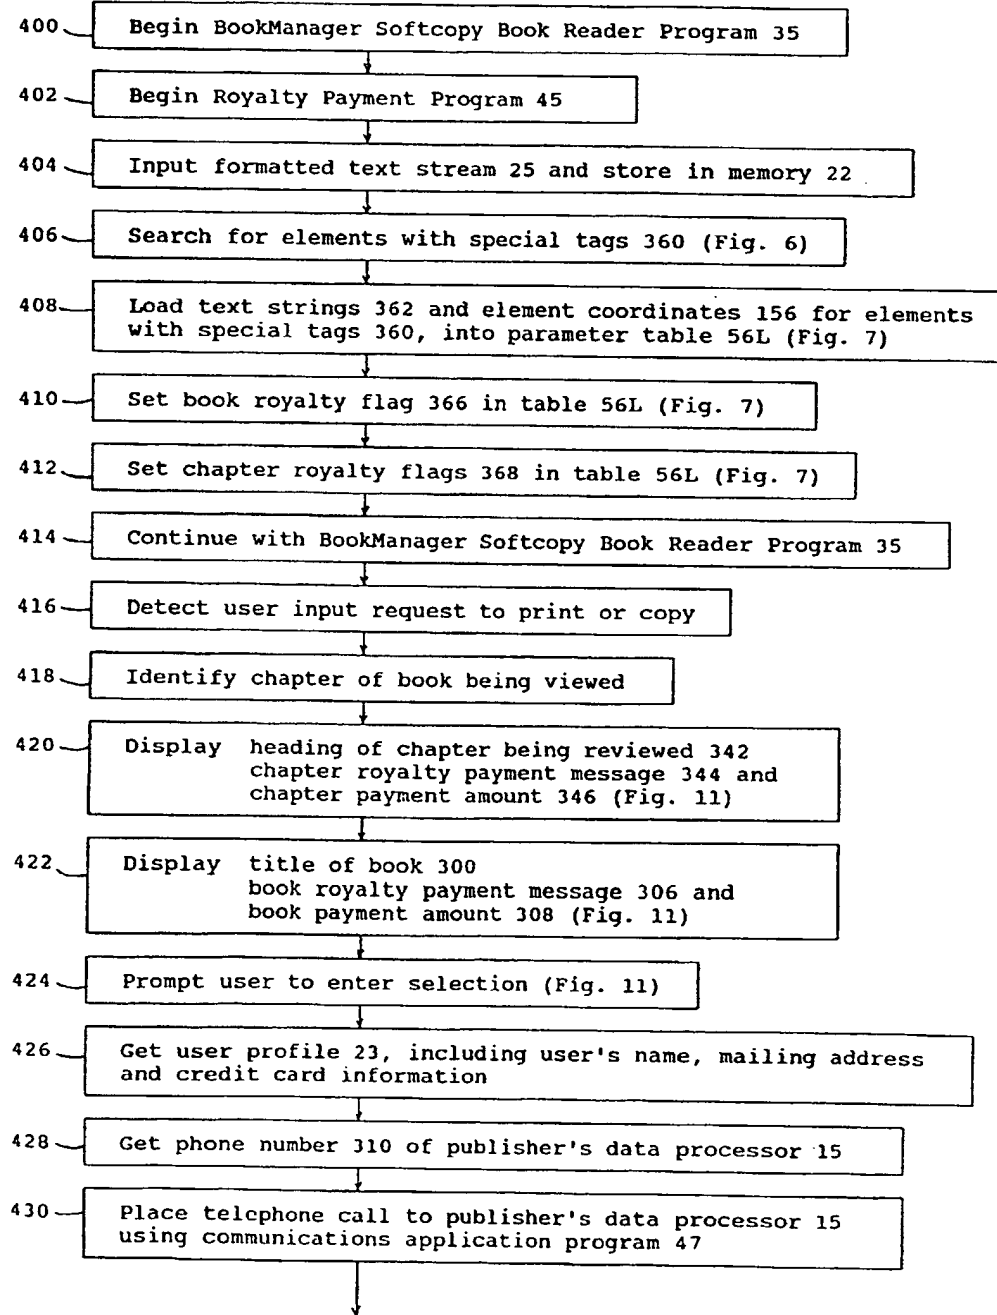 400 Begin BookManager Softcopy Book Reader Program 35
402 Begin Royalty Payment Program 45
404 Input formatted text stream 25 and store in memory 22
406 Search for elements with special tags 360 (Fig. 6)
408 Load text strings 362 and element coordinates 156 for elements
with special tags 360, into parameter table 56L (Fig. 7)
410 Set book royalty flag 366 in table 56L (Fig. 7)
412 Set chapter royalty flags 368 in table 56L (Fig. 7)
414 Continue with BookManager Softcopy Book Reader Program 35
416 Detect user input request to print or copy
418 Identify chapter of book being viewed
420 Display heading of chapter being reviewed 342
chapter royalty payment message 344 and
chapter payment amount 346 (Fig. 11)
422 Display title of book 300
book royalty payment message 306 and
book payment amount 308 (Fig. 11)
424 Prompt user to enter selection (Fig. 11)
426 Get user profile 23, including user's name, mailing address
and credit card information
428 Get phone number 310 of publisher's data processor 15
430 Place telephone call to publisher's data processor 15
using communications application program 47